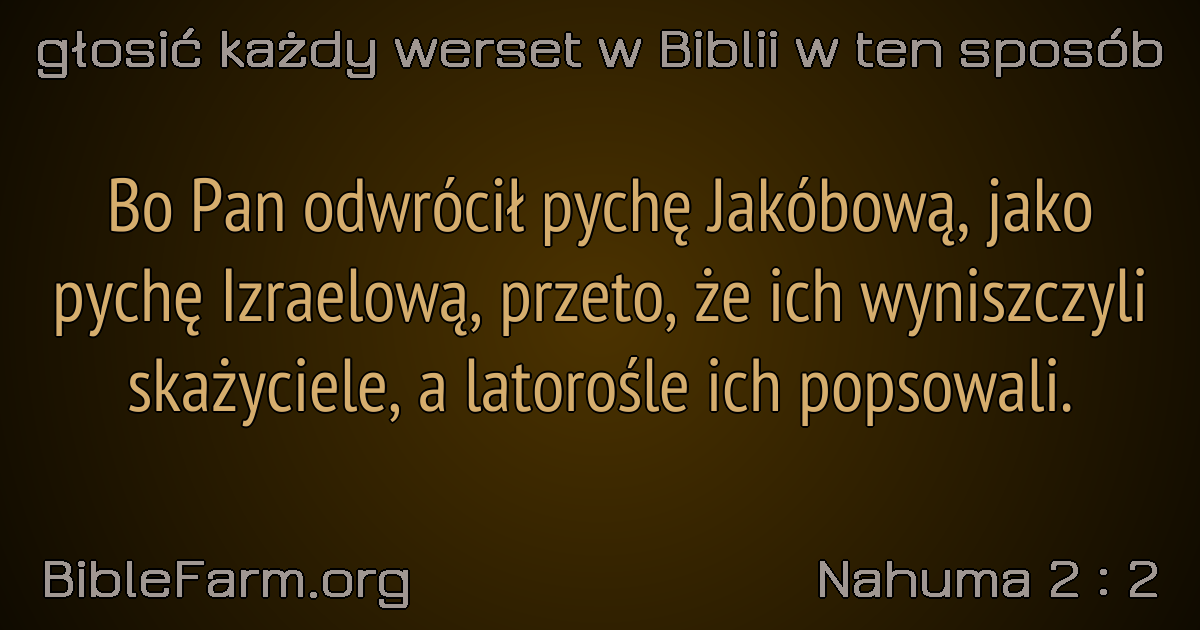 głosić każdy werset w Biblii w ten sposób
Bo Pan odwrócił pychę Jakóbową, jako
pychę Izraelową, przeto, że ich wyniszczyli
skażyciele, a latorośle ich popsowali.
BibleFarm.org
Nahuma 2 : 2